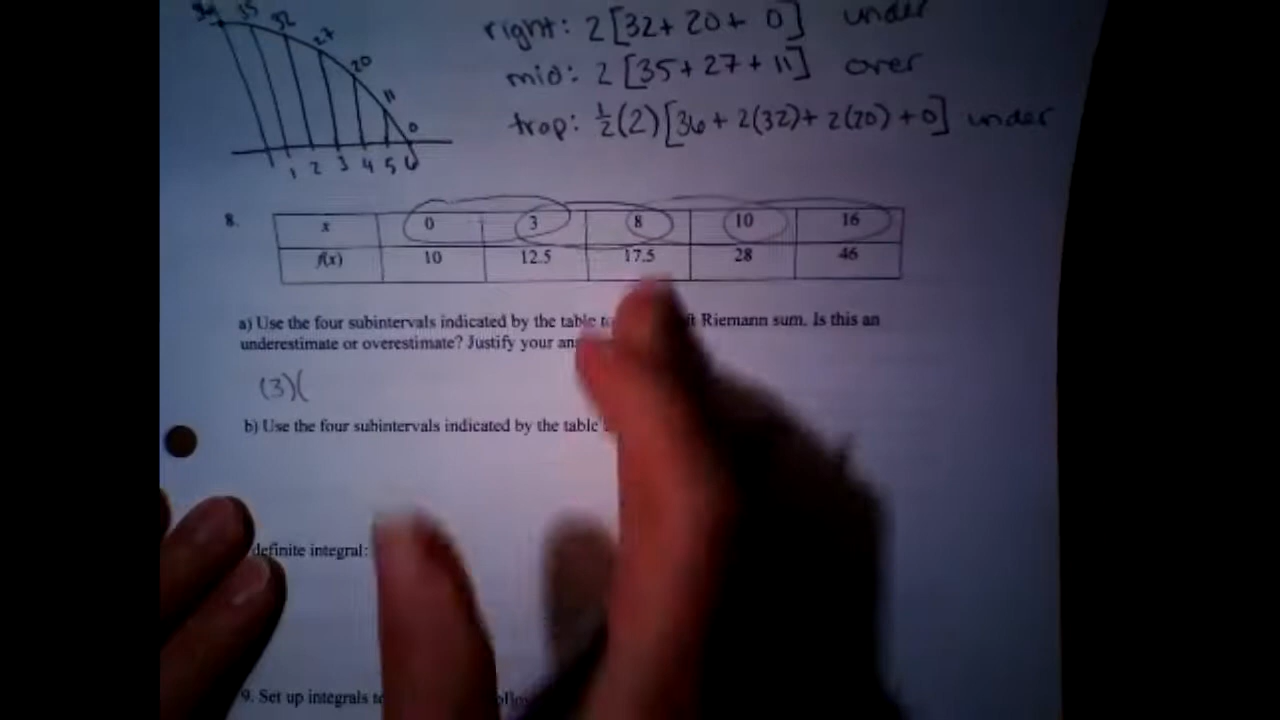 35 32 27 20 11 0
1 2 3 4 5 6
right: 2[32+ 20+ 0] under
mid: 2[35+27+11] over
trap: ½(2)[36+ 2(32)+ 2(20)+0] under
8.
x 0 3 8 10 16
f(x) 10 12.5 17.5 28 46
a) Use the four subintervals indicated by the table Riemann sum. Is this an
underestimate or overestimate? Justify your
(3)(
b) Use the four subintervals indicated by the table
definite integral:
9. Set up integrals